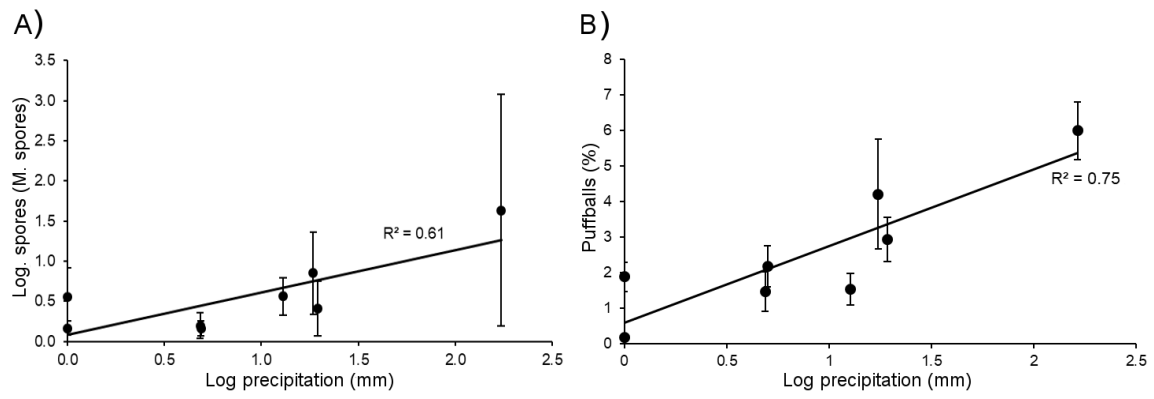 A)
3.5
3.0
2.5
2.0
1.5
1.0
0.5
0.0
Log. spores (M. spores)
R² = 0.61
0.0 0.5 1.0 1.5 2.0 2.5
Log precipitation (mm)
B)
8
7
6
5
4
3
2
1
0
Puffballs (%)
R² = 0.75
0 0.5 1 1.5 2 2.5
Log precipitation (mm)